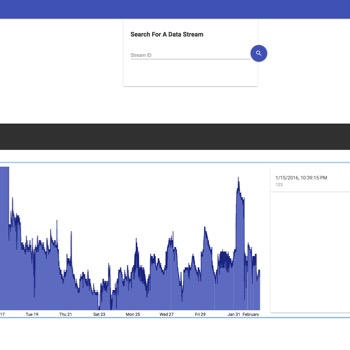 Search For A Data Stream
Stream ID
1/15/2016, 10:39:15 PM
123
17 Tue 19 Thu 21 Sat 23 Mon 25 Wed 27 Fri 29 Jan 31 February